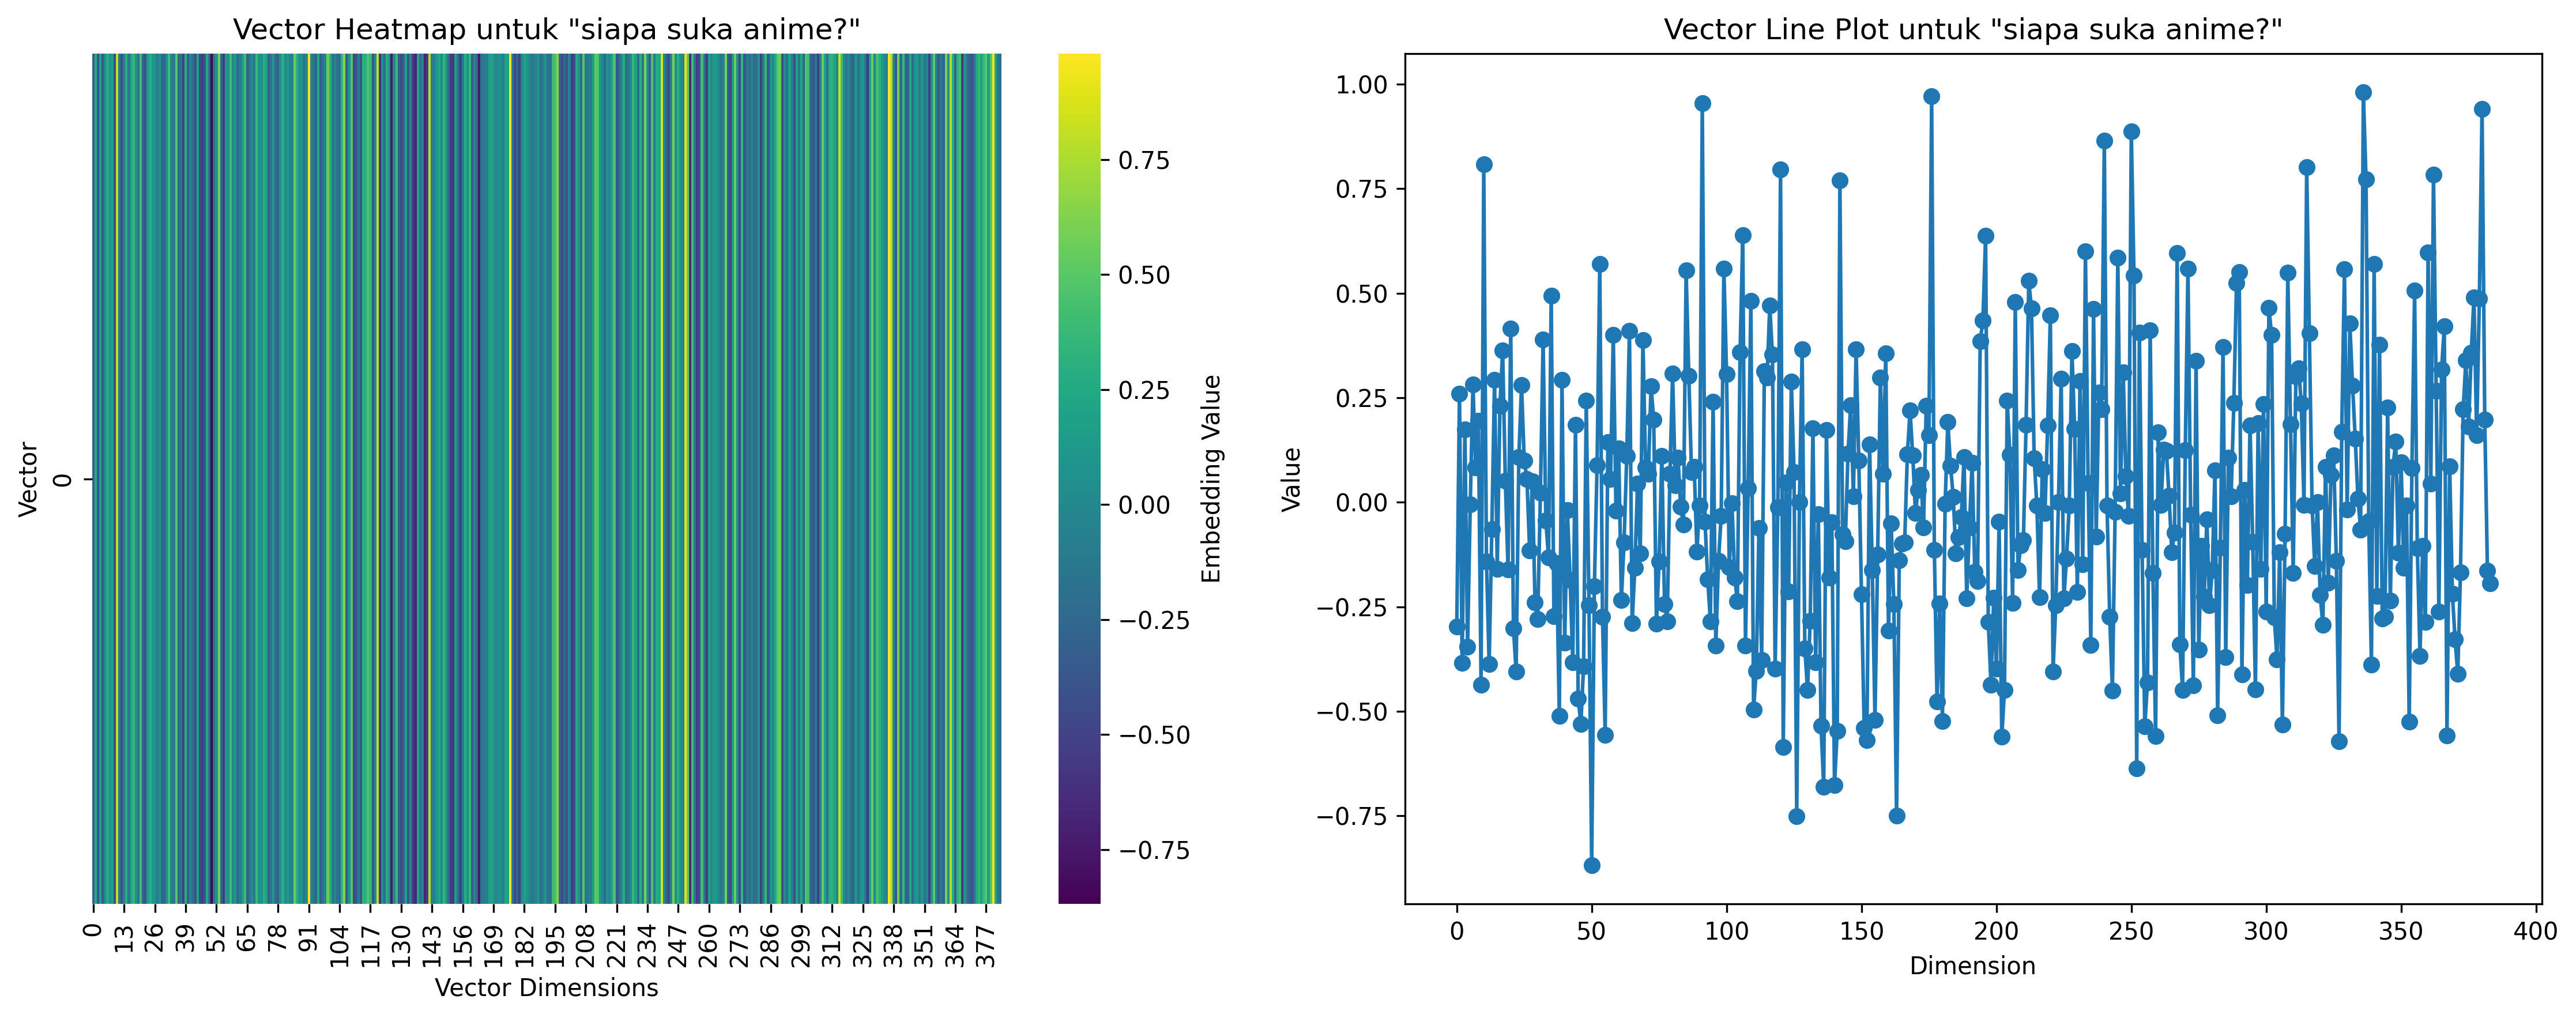 Vector Heatmap untuk "siapa suka anime?"
Vector
0
0 13 26 39 52 65 78 91 104 117 130 143 156 169 182 195 208 221 234 247 260 273 286 299 312 325 338 351 364 377
Vector Dimensions
0.75
0.50
0.25
0.00
−0.25
−0.50
−0.75
Embedding Value
Vector Line Plot untuk "siapa suka anime?"
Value
1.00
0.75
0.50
0.25
0.00
−0.25
−0.50
−0.75
0 50 100 150 200 250 300 350 400
Dimension